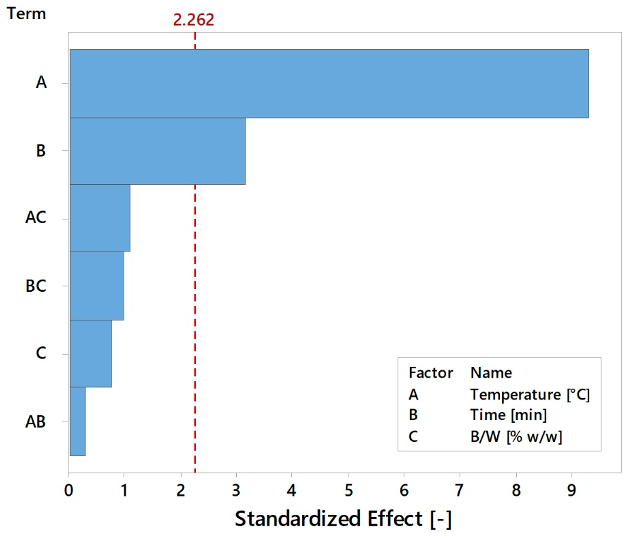 Term
2.262
A
B
AC
BC
C
AB
Factor Name
A Temperature [°C]
B Time [min]
C B/W [% w/w]
0 1 2 3 4 5 6 7 8 9
Standardized Effect [-]